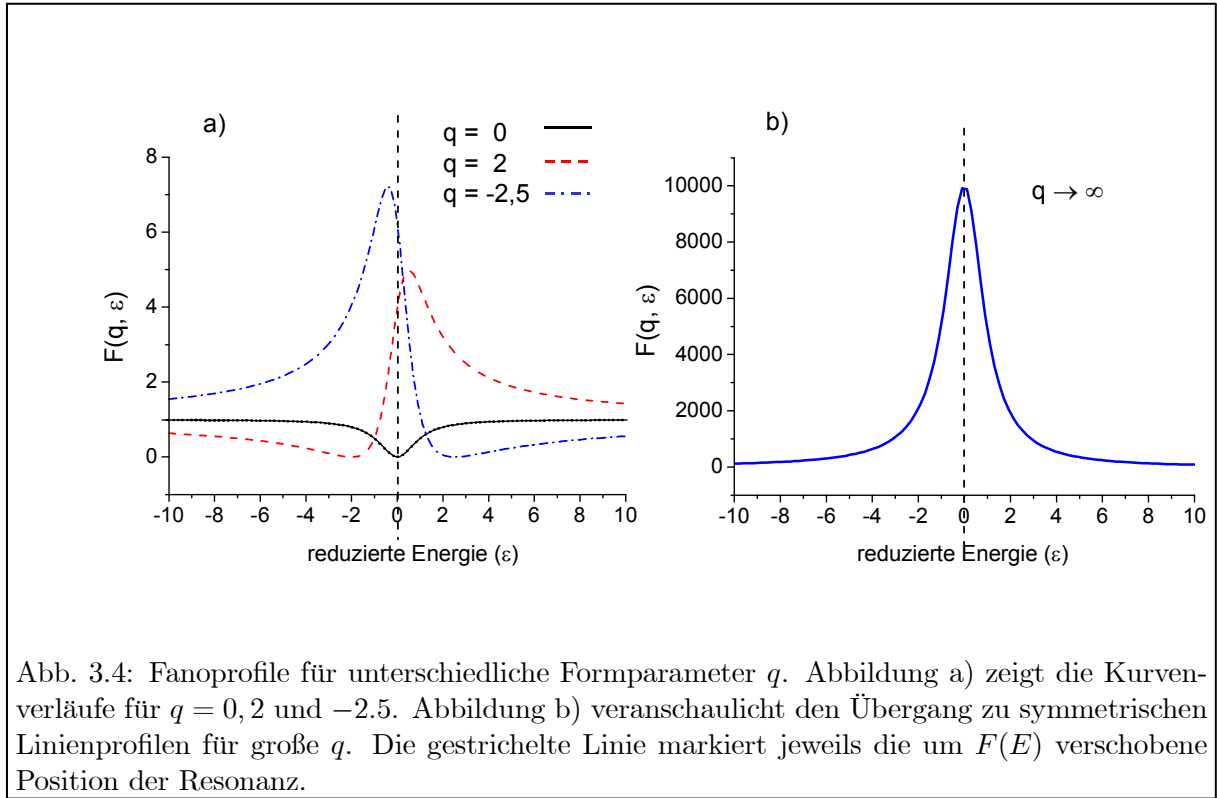 a)
q = 0
q = 2
q = -2,5
8
6
4
2
0
F(q, ε)
-10 -8 -6 -4 -2 0 2 4 6 8 10
reduzierte Energie (ε)
b)
q → ∞
10000
8000
6000
4000
2000
0
F(q, ε)
-10 -8 -6 -4 -2 0 2 4 6 8 10
reduzierte Energie (ε)
Abb. 3.4: Fanoprofile für unterschiedliche Formparameter q. Abbildung a) zeigt die Kurven-
verläufe für q = 0, 2 und −2.5. Abbildung b) veranschaulicht den Übergang zu symmetrischen
Linienprofilen für große q. Die gestrichelte Linie markiert jeweils die um F(E) verschobene
Position der Resonanz.